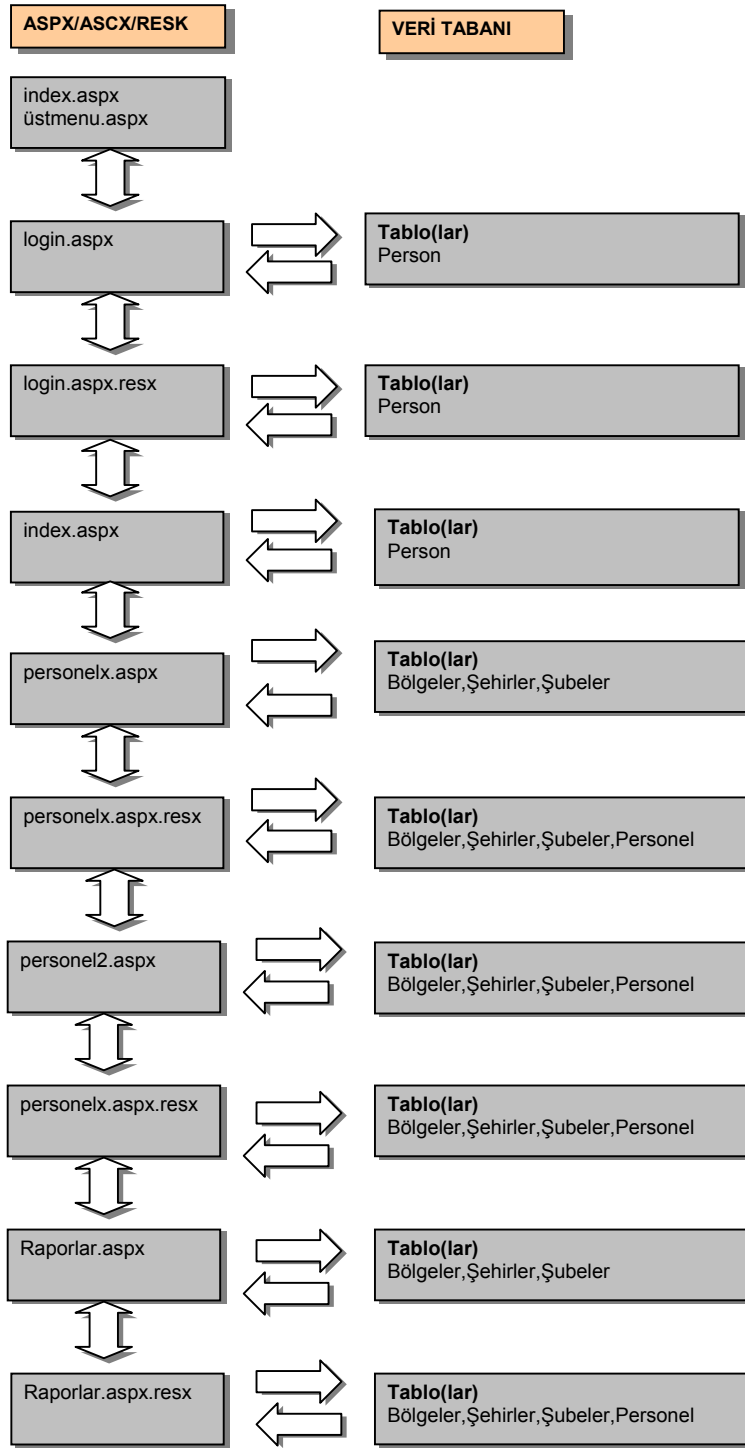 ASPX/ASCX/RESK
VERİ TABANI
index.aspx
üstmenu.aspx
login.aspx
Tablo(lar)
Person
login.aspx.resx
Tablo(lar)
Person
index.aspx
Tablo(lar)
Person
personelx.aspx
Tablo(lar)
Bölgeler,Şehirler,Şubeler
personelx.aspx.resx
Tablo(lar)
Bölgeler,Şehirler,Şubeler,Personel
personel2.aspx
Tablo(lar)
Bölgeler,Şehirler,Şubeler,Personel
personelx.aspx.resx
Tablo(lar)
Bölgeler,Şehirler,Şubeler,Personel
Raporlar.aspx
Tablo(lar)
Bölgeler,Şehirler,Şubeler
Raporlar.aspx.resx
Tablo(lar)
Bölgeler,Şehirler,Şubeler,Personel